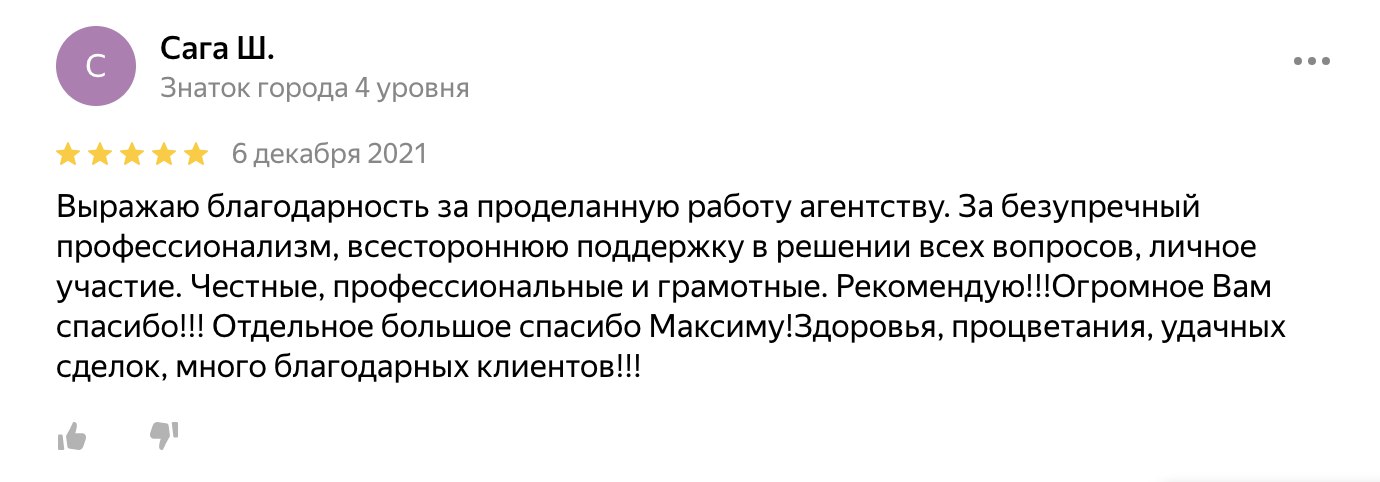 С
Сага Ш.
Знаток города 4 уровня
6 декабря 2021
Выражаю благодарность за проделанную работу агентству. За безупречный
профессионализм, всестороннюю поддержку в решении всех вопросов, личное
участие. Честные, профессиональные и грамотные. Рекомендую!!!Огромное Вам
спасибо!!! Отдельное большое спасибо Максиму!Здоровья, процветания, удачных
сделок, много благодарных клиентов!!!